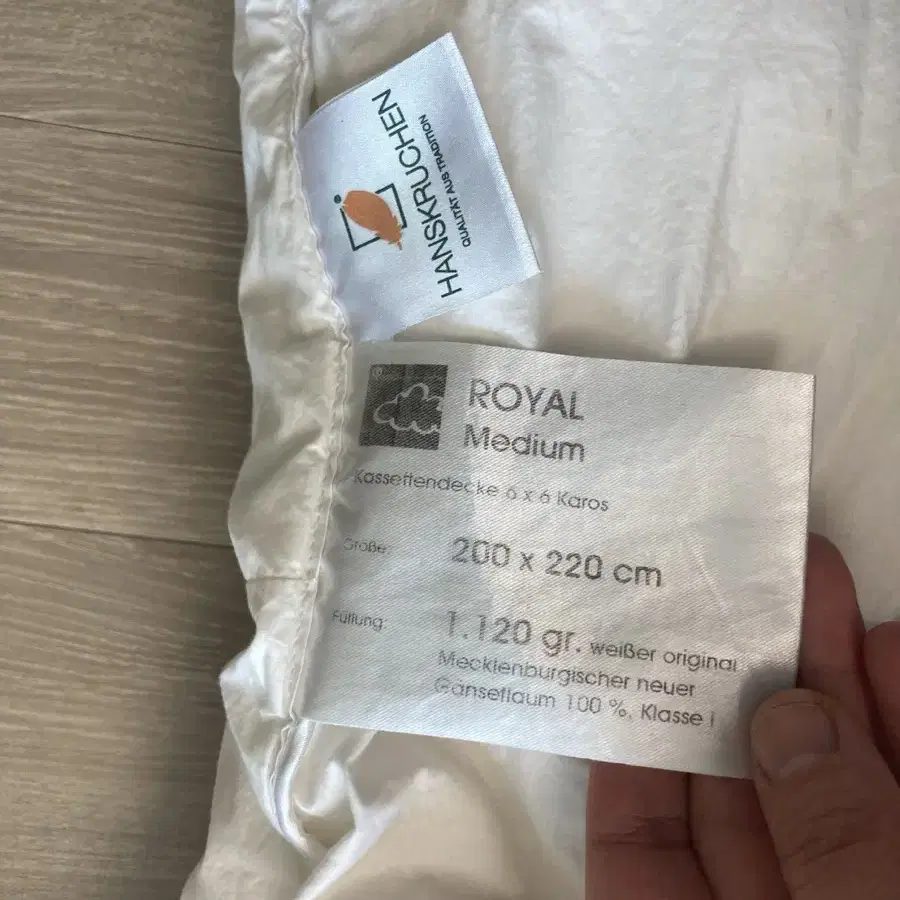 HANSKRUCHEN
QUALITÄT AUS TRADITION
ROYAL
Medium
Kassettendecke 6 x 6 Karos
Größe: 200 x 220 cm
Füllung: 1.120 gr. weißer original
Mecklenburgischer neuer
Gänseflaum 100 %, Klasse I